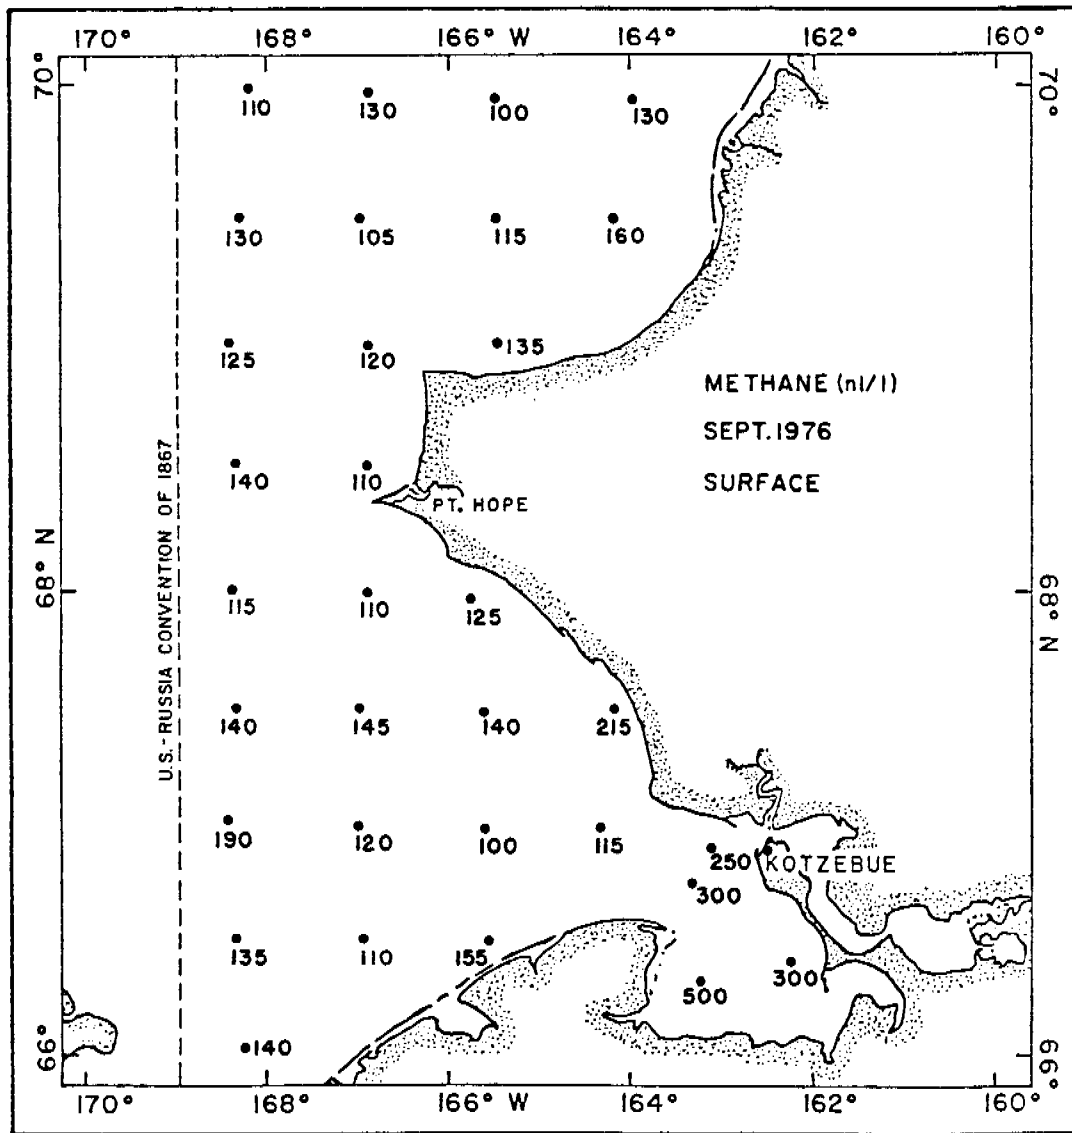 170° 168° 166° W 164° 162° 160°
70° 70°
110 130 100 130
130 105 115 160
125 120 135
METHANE (nl/l)
SEPT. 1976
SURFACE
140 110
PT. HOPE
U.S.-RUSSIA CONVENTION OF 1867
68° N 68° N
115 110 125
140 145 140 215
190 120 100 115
250 KOTZEBUE
300
135 110 155
500 300
66° 66°
140
170° 168° 166° W 164° 162° 160°